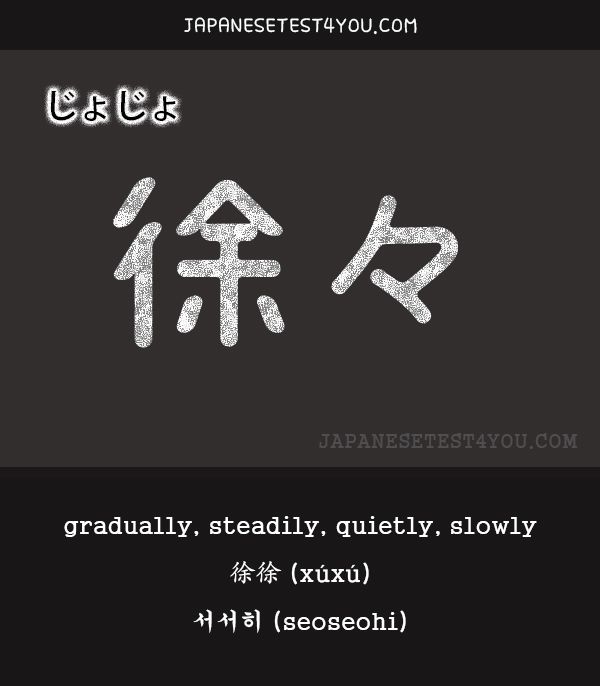 JAPANESETEST4YOU.COM
じょじょ
徐々
JAPANESETEST4YOU.COM
gradually, steadily, quietly, slowly
徐徐 (xúxú)
서서히 (seoseohi)